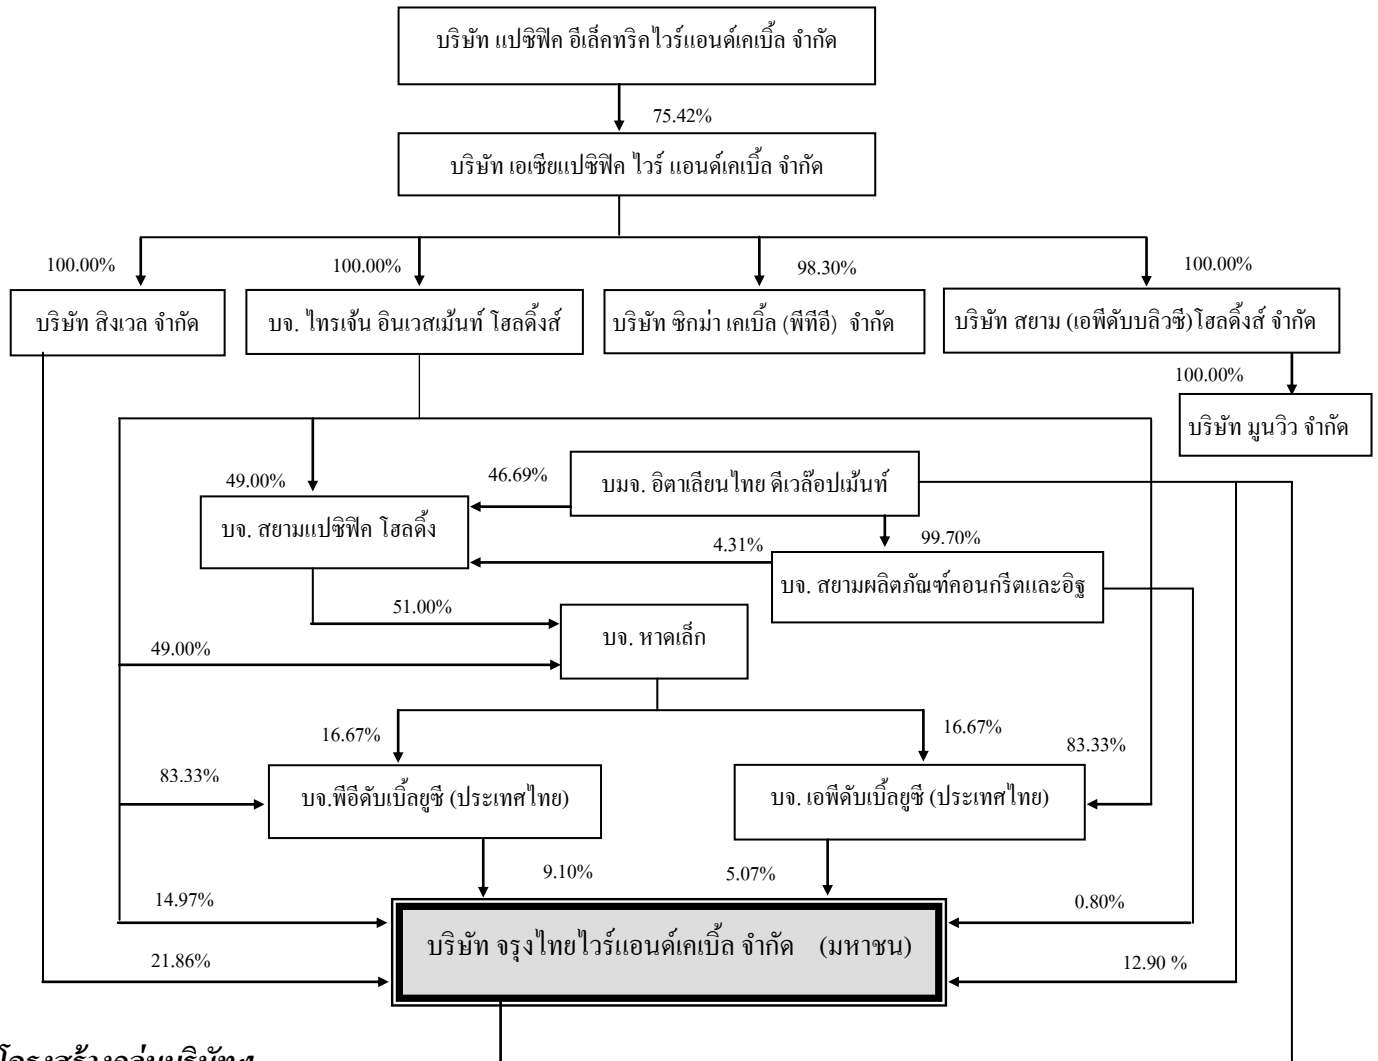 บริษัท แปซิฟิค อีเล็คทริคไวร์แอนด์เคเบิ้ล จำกัด
75.42%
บริษัท เอเซียแปซิฟิค ไวร์ แอนด์เคเบิ้ล จำกัด
100.00%
100.00%
98.30%
100.00%
บริษัท สิงเวล จำกัด
บจ. ไทรเจ้น อินเวสเม้นท์ โฮลดิ้งส์
บริษัท ซิกม่า เคเบิ้ล (พีทีอี) จำกัด
บริษัท สยาม (เอพีดับบลิวซี)โฮลดิ้งส์ จำกัด
100.00%
บริษัท มูนวิว จำกัด
49.00%
46.69%
บมจ. อิตาเลียนไทย ดีเวล๊อปเม้นท์
บจ. สยามแปซิฟิค โฮลดิ้ง
4.31%
99.70%
บจ. สยามผลิตภัณฑ์คอนกรีตและอิฐ
51.00%
49.00%
บจ. หาดเล็ก
16.67%
16.67%
83.33%
83.33%
บจ.พีอีดับเบิ้ลยูซี (ประเทศไทย)
บจ. เอพีดับเบิ้ลยูซี (ประเทศไทย)
9.10%
5.07%
14.97%
0.80%
บริษัท จรุงไทยไวร์แอนด์เคเบิ้ล จำกัด (มหาชน)
21.86%
12.90 %